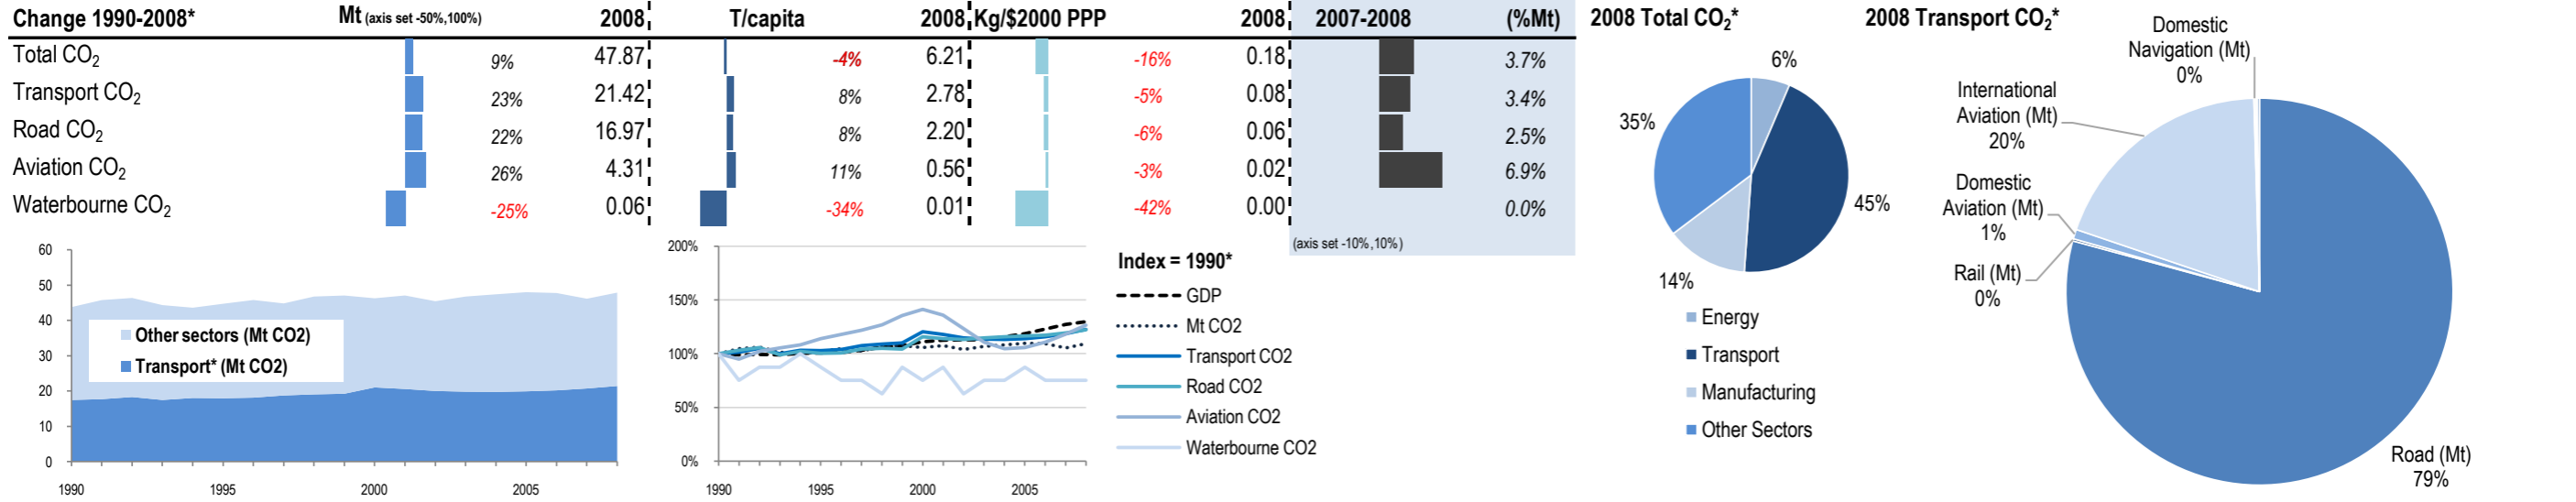 Change 1990-2008* Mt (axis set -50%,100%) 2008 T/capita 2008 Kg/$2000 PPP 2008 2007-2008 (%Mt)
Total CO2 9% 47.87 -4% 6.21 -16% 0.18 3.7%
Transport CO2 23% 21.42 8% 2.78 -5% 0.08 3.4%
Road CO2 22% 16.97 8% 2.20 -6% 0.06 2.5%
Aviation CO2 26% 4.31 11% 0.56 -3% 0.02 6.9%
Waterbourne CO2 -25% 0.06 -34% 0.01 -42% 0.00 0.0%
(axis set -10%,10%)
60
50
40
30
20
10
0
Other sectors (Mt CO2)
Transport* (Mt CO2)
1990 1995 2000 2005
200%
150%
100%
50%
0%
1990 1995 2000 2005
Index = 1990*
GDP
Mt CO2
Transport CO2
Road CO2
Aviation CO2
Waterbourne CO2
2008 Total CO2*
6%
45%
14%
35%
Energy
Transport
Manufacturing
Other Sectors
2008 Transport CO2*
Domestic
Navigation (Mt)
0%
International
Aviation (Mt)
20%
Domestic
Aviation (Mt)
1%
Rail (Mt)
0%
Road (Mt)
79%